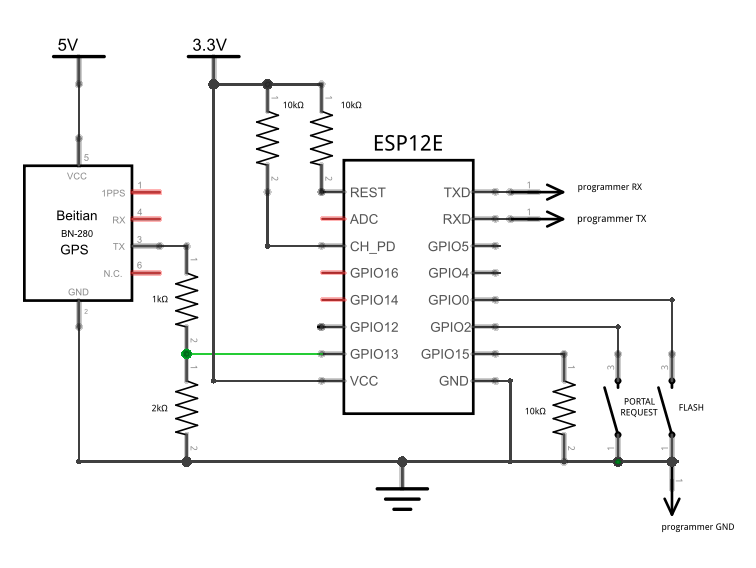 5V
3.3V
1
10kΩ
2
1
10kΩ
2
ESP12E
5
VCC
Beitian
BN-280
GPS
1PPS 1
RX 4
TX 3
N.C. 6
GND
2
REST
ADC
CH_PD
GPIO16
GPIO14
GPIO12
GPIO13
VCC
TXD
RXD
GPIO5
GPIO4
GPIO0
GPIO2
GPIO15
GND
1
programmer RX
1
programmer TX
1
1kΩ
2
1
2kΩ
2
1
10kΩ
2
3
PORTAL
REQUEST
1
3
FLASH
1
1
programmer GND